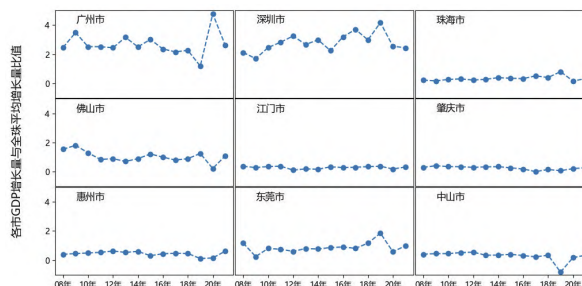 各市GDP增长量与全珠平均增长量比值
广州市
深圳市
珠海市
4
2
0
佛山市
江门市
肇庆市
4
2
0
惠州市
东莞市
中山市
4
2
0
08年 10年 12年 14年 16年 18年 20年 08年 10年 12年 14年 16年 18年 20年 08年 10年 12年 14年 16年 18年 20年